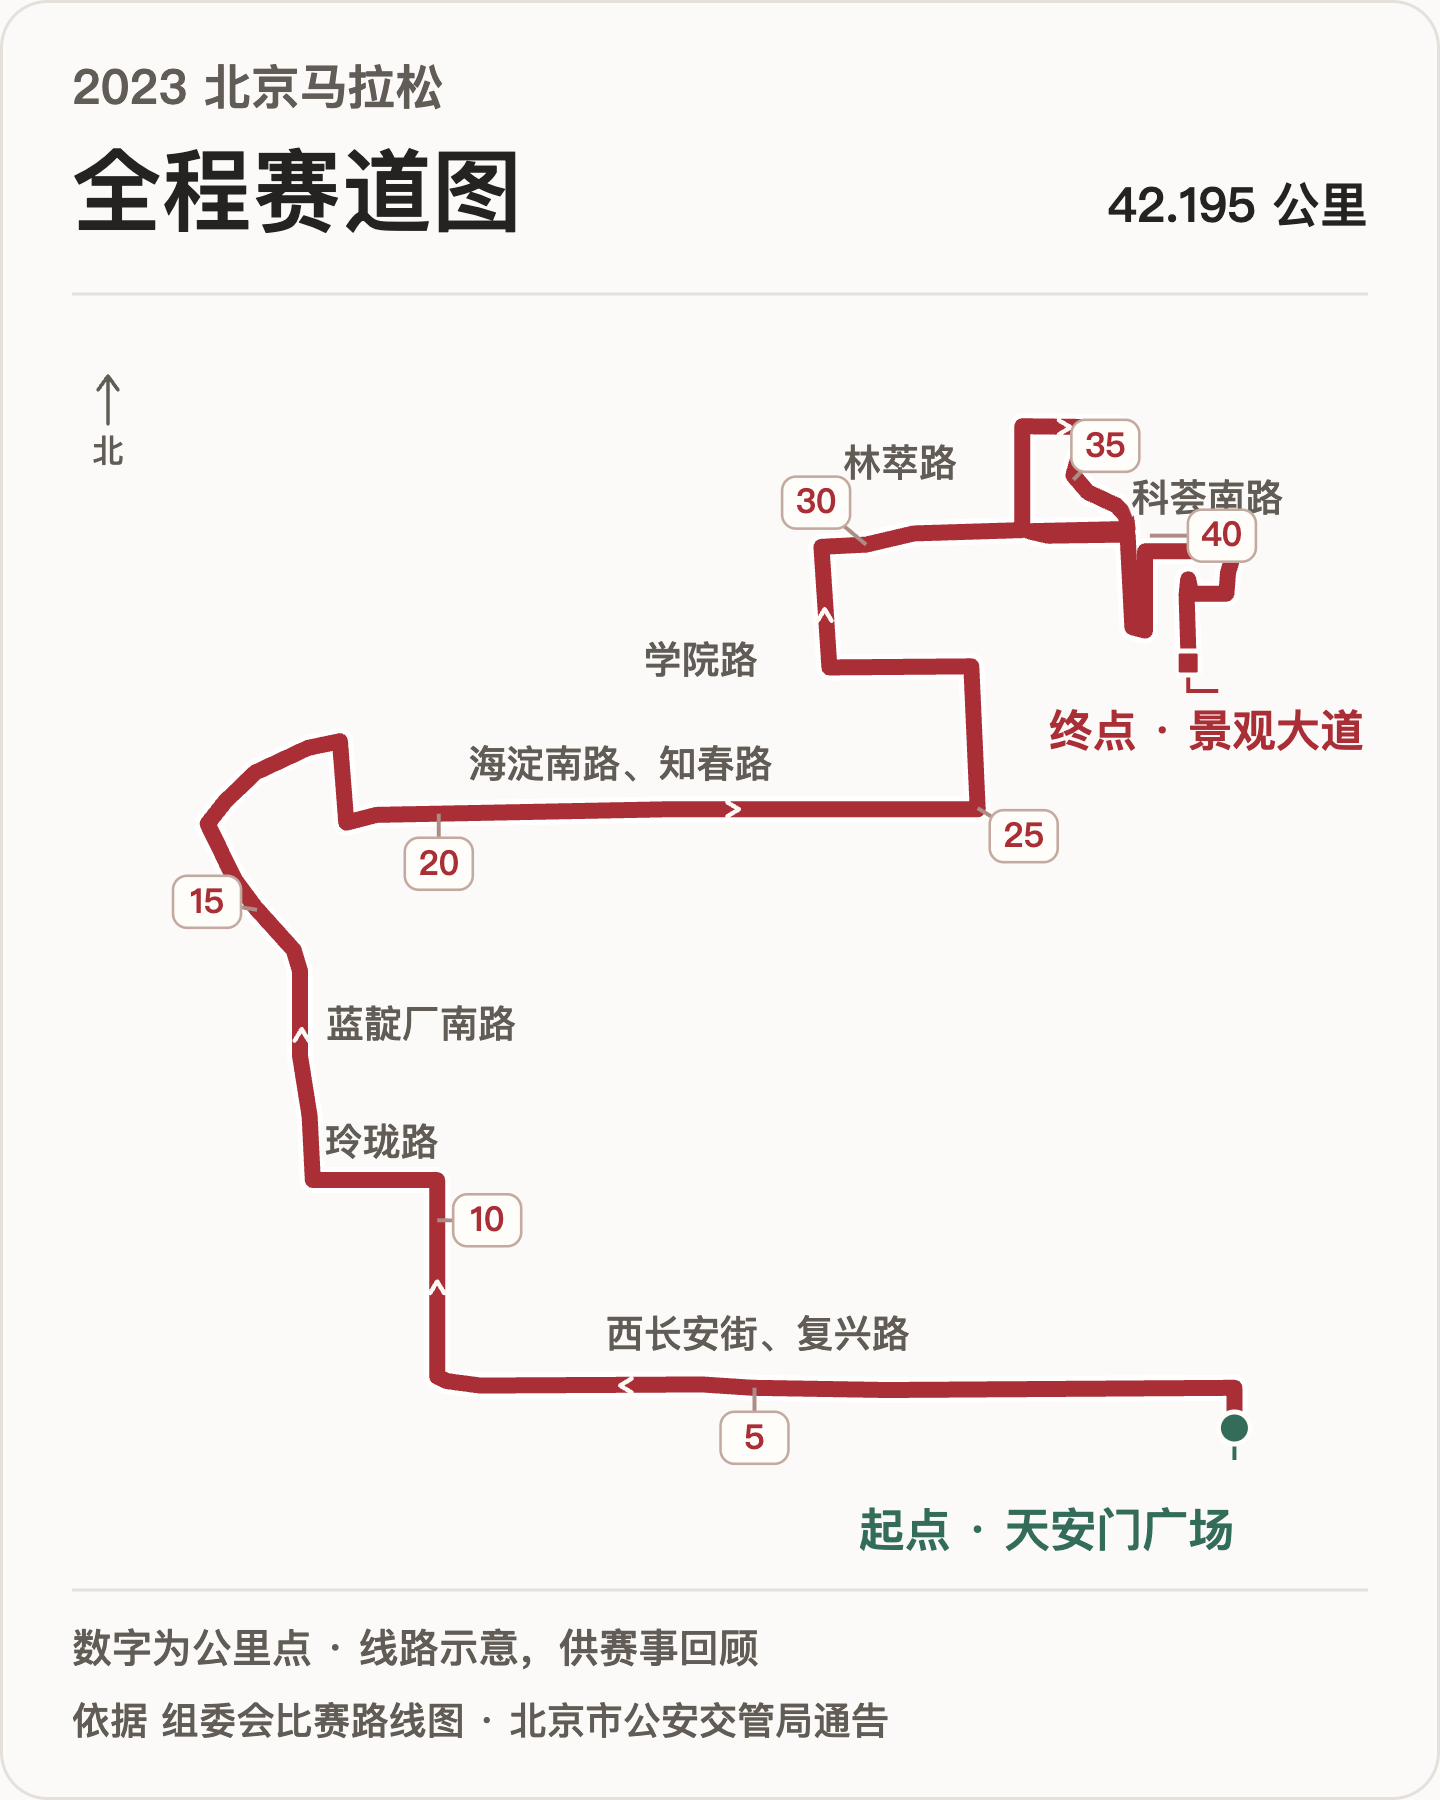 2023 北京马拉松
全程赛道图
42.195 公里
北
35
林萃路
科荟南路
30
40
学院路
终点 · 景观大道
海淀南路、知春路
25
20
15
蓝靛厂南路
玲珑路
10
西长安街、复兴路
5
起点 · 天安门广场
数字为公里点 · 线路示意，供赛事回顾
依据 组委会比赛路线图 · 北京市公安交管局通告